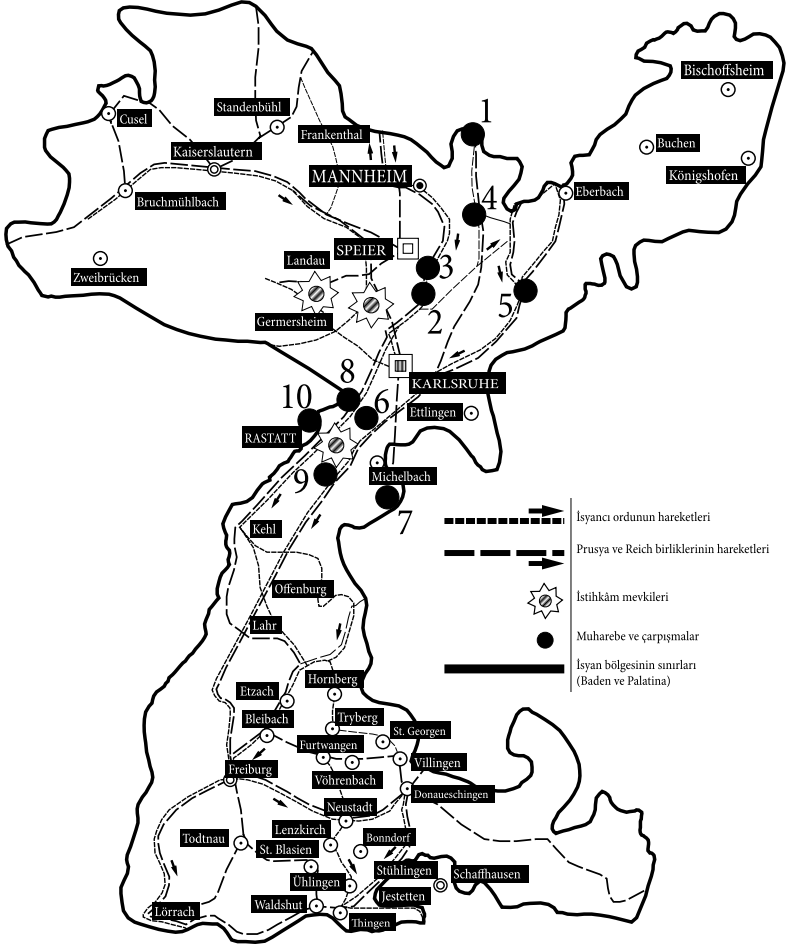 Bischoffsheim
Standenbühl
1
Cusel
Frankenthal
Buchen
Kaiserslautern
Königshofen
MANNHEIM
Eberbach
Bruchmühlbach
4
SPEIER
Landau
3
Zweibrücken
5
2
Germersheim
8
KARLSRUHE
10
6
Ettlingen
RASTATT
9
Michelbach
7
Kehl
İsyancı ordunun hareketleri
Prusya ve Reich birliklerinin hareketleri
Offenburg
İstihkâm mevkileri
Lahr
Muharebe ve çarpışmalar
İsyan bölgesinin sınırları
(Baden ve Palatina)
Hornberg
Etzach
Bleibach
Tryberg
St. Georgen
Furtwangen
Villingen
Freiburg
Vöhrenbach
Donaueschingen
Neustadt
Lenzkirch
Todtnau
Bonndorf
St. Blasien
Stühlingen
Schaffhausen
Ühlingen
Jestetten
Waldshut
Lörrach
Thingen